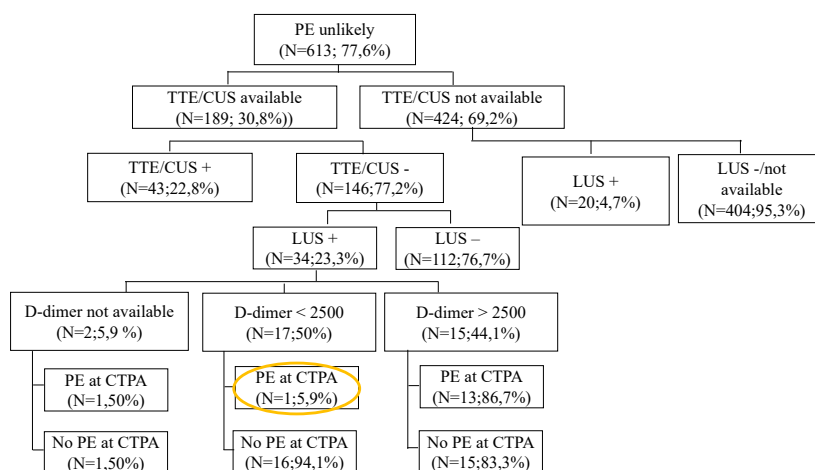 PE unlikely
(N=613; 77,6%)
TTE/CUS available
(N=189; 30,8%))
TTE/CUS not available
(N=424; 69,2%)
TTE/CUS +
(N=43;22,8%)
TTE/CUS -
(N=146;77,2%)
LUS +
(N=20;4,7%)
LUS -/not
available
(N=404;95,3%)
LUS +
(N=34;23,3%)
LUS –
(N=112;76,7%)
D-dimer not available
(N=2;5,9 %)
D-dimer < 2500
(N=17;50%)
D-dimer > 2500
(N=15;44,1%)
PE at CTPA
(N=1,50%)
PE at CTPA
(N=1;5,9%
PE at CTPA
(N=13;86,7%)
No PE at CTPA
(N=1,50%)
No PE at CTPA
(N=16;94,1%)
No PE at CTPA
(N=15;83,3%)